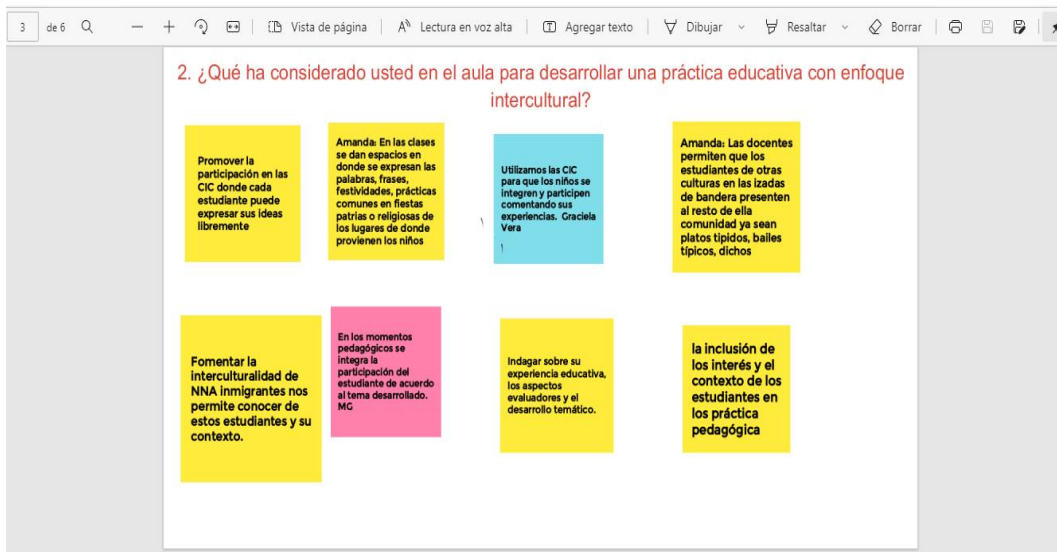 3 de 6 Vista de página Lectura en voz alta Agregar texto Dibujar Resaltar Borrar
2. ¿Qué ha considerado usted en el aula para desarrollar una práctica educativa con enfoque
intercultural?
Promover la
participación en las
CIC donde cada
estudiante puede
expresar sus ideas
libremente
Amanda: En las clases
se dan espacios en
donde se expresan las
palabras, frases,
festividades, prácticas
comunes en fiestas
patrias o religiosas de
los lugares de donde
provienen los niños
Utilizamos las CIC
para que los niños se
integren y participen
comentando sus
experiencias. Graciela
Vera
Amanda: Las docentes
permiten que los
estudiantes de otras
culturas en las izadas
de bandera presenten
al resto de ella
comunidad ya sean
platos tipidos, bailes
típicos, dichos
Fomentar la
interculturalidad de
NNA inmigrantes nos
permite conocer de
estos estudiantes y su
contexto.
En los momentos
pedagógicos se
integra la
participación del
estudiante de acuerdo
al tema desarrollado.
MG
Indagar sobre su
experiencia educativa,
los aspectos
evaluadores y el
desarrollo temático.
la inclusión de
los interés y el
contexto de los
estudiantes en
los práctica
pedagógica